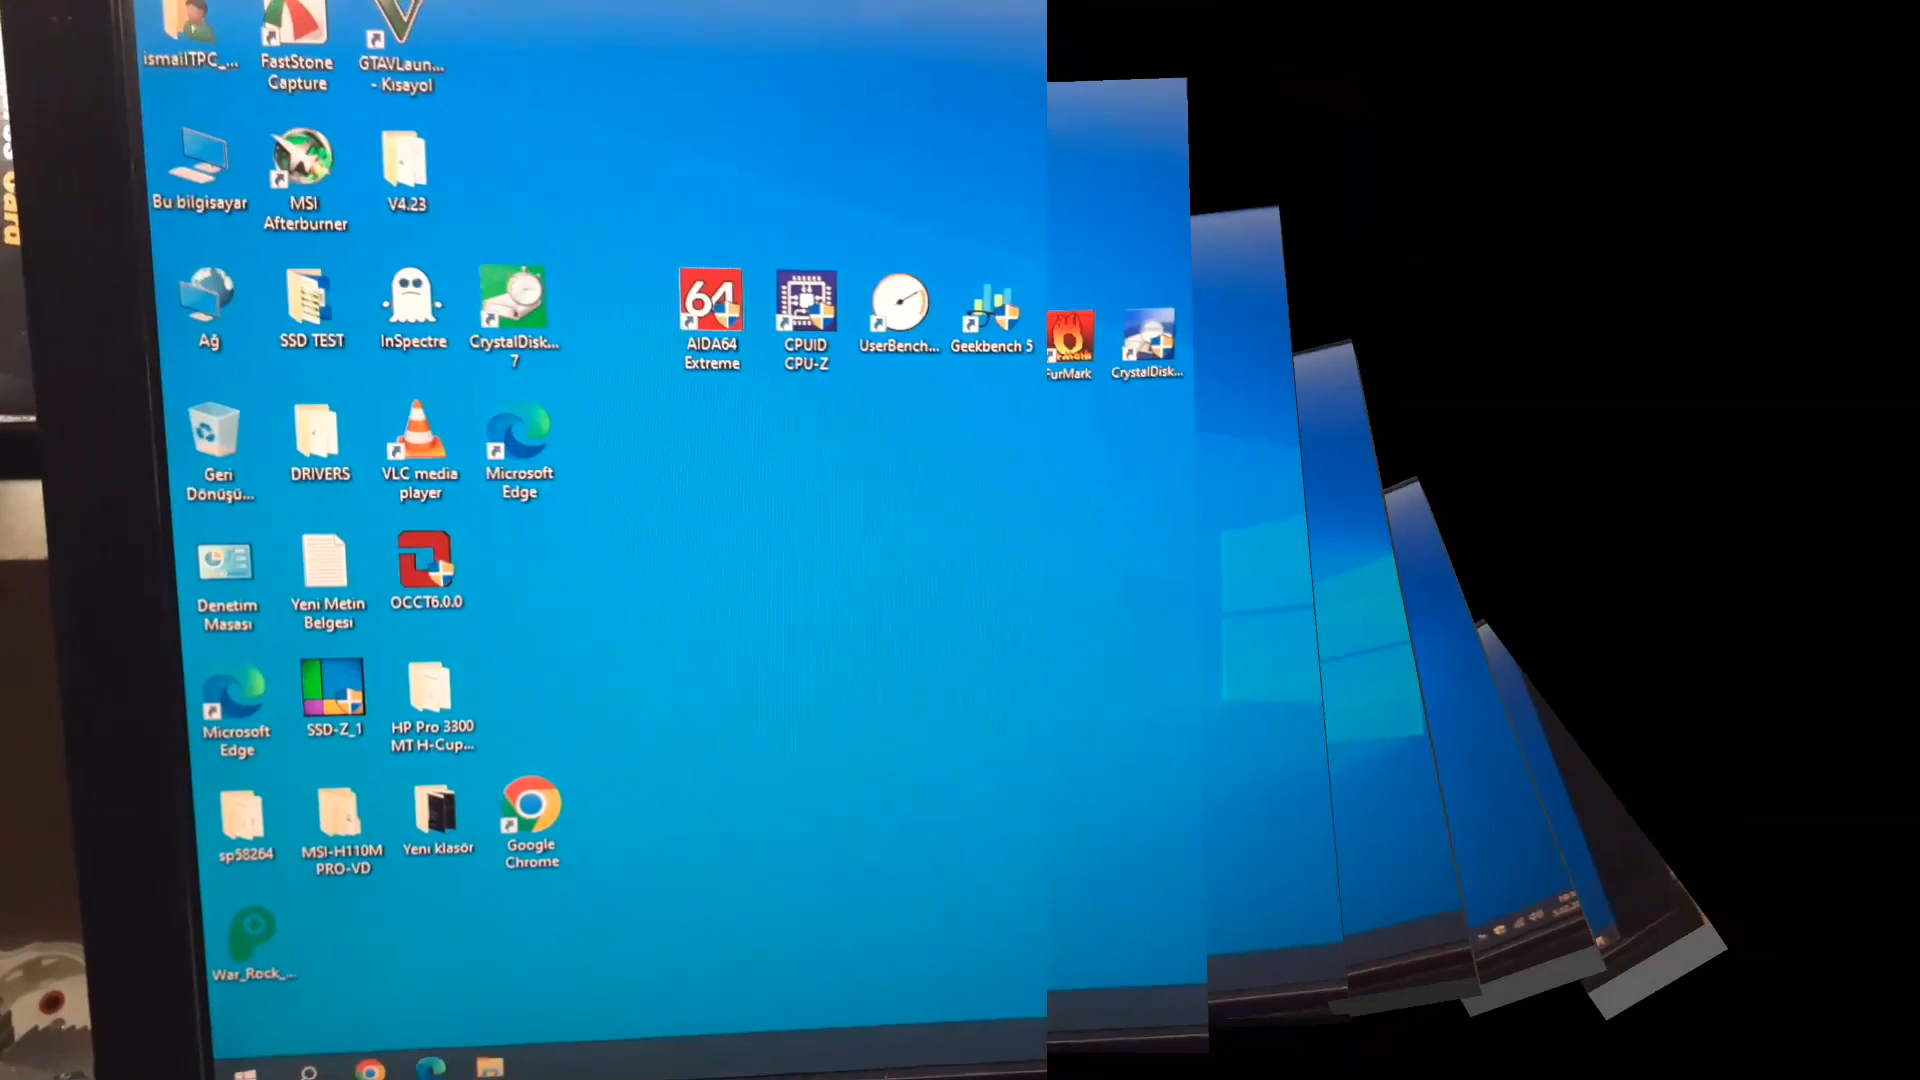 ismailTPC_...
FastStone
Capture
GTAVLaun...
- Kısayol
Bu bilgisayar
MSI
Afterburner
V4.23
Ağ
SSD TEST
InSpectre
CrystalDisk...
7
64
AIDA64
Extreme
CPUID
CPU-Z
UserBench...
Geekbench 5
FurMark
CrystalDisk...
Geri
Dönüşü...
DRIVERS
VLC media
player
Microsoft
Edge
Denetim
Masası
Yeni Metin
Belgesi
OCCT6.0.0
Microsoft
Edge
SSD-Z_1
HP Pro 3300
MT H-Cup...
sp58264
MSI-H110M
PRO-VD
Yeni klasör
Google
Chrome
War_Rock_...